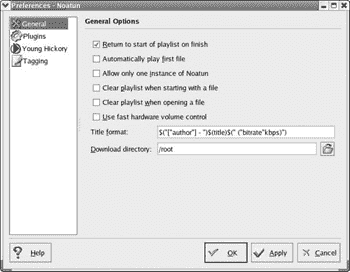 Preferences - Noatun
General
Plugins
Young Hickory
Tagging
General Options
Return to start of playlist on finish
Automatically play first file
Allow only one instance of Noatun
Clear playlist when starting with a file
Clear playlist when opening a file
Use fast hardware volume control
Title format: $("["author"] - ")$(title)$(" ("bitrate"kbps)")
Download directory: /root
? Help
OK
Apply
Cancel